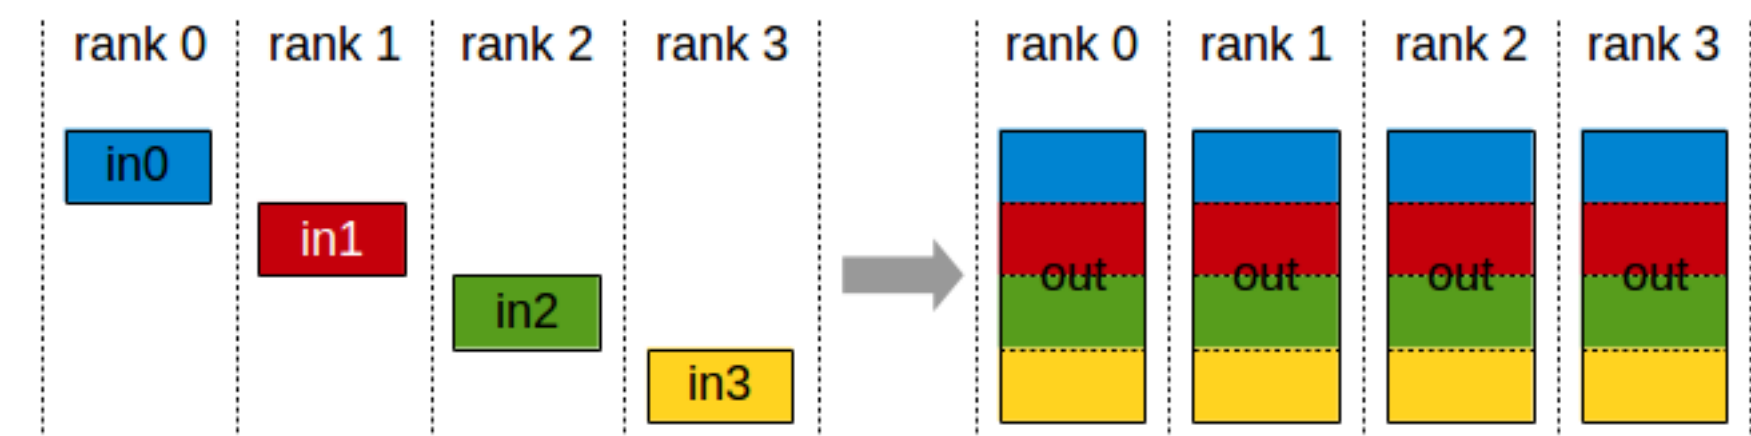 rank 0 rank 1 rank 2 rank 3 rank 0 rank 1 rank 2 rank 3
in0
in1
out out out out
in2
in3